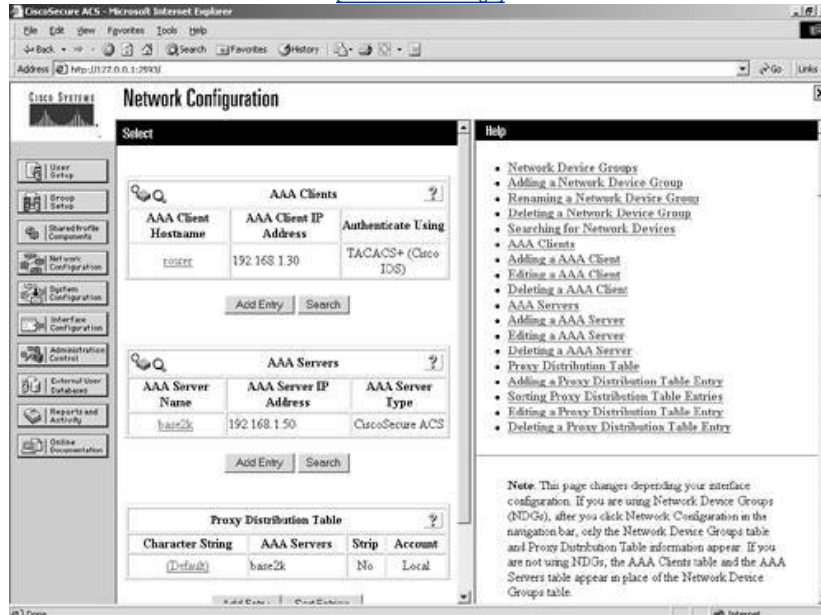 CiscoSecure ACS - Microsoft Internet Explorer
File Edit View Favorites Tools Help
Back Search Favorites History
Address http://127.0.0.1:2593/ Go Links
CISCO SYSTEMS
Network Configuration
User Setup
Group Setup
Shared Profile Components
Network Configuration
System Configuration
Interface Configuration
Administration Control
External User Databases
Reports and Activity
Online Documentation
Select
AAA Clients ?
AAA Client Hostname AAA Client IP Address Authenticate Using
router 192.168.1.30 TACACS+ (Cisco IOS)
Add Entry Search
AAA Servers ?
AAA Server Name AAA Server IP Address AAA Server Type
base2k 192.168.1.50 CiscoSecure ACS
Add Entry Search
Proxy Distribution Table ?
Character String AAA Servers Strip Account
(Default) base2k No Local
Add Entry Sort Entries
Help
Network Device Groups
Adding a Network Device Group
Renaming a Network Device Group
Deleting a Network Device Group
Searching for Network Devices
AAA Clients
Adding a AAA Client
Editing a AAA Client
Deleting a AAA Client
AAA Servers
Adding a AAA Server
Editing a AAA Server
Deleting a AAA Server
Proxy Distribution Table
Adding a Proxy Distribution Table Entry
Sorting Proxy Distribution Table Entries
Editing a Proxy Distribution Table Entry
Deleting a Proxy Distribution Table Entry
Note: This page changes depending your interface
configuration. If you are using Network Device Groups
(NDGs), after you click Network Configuration in the
navigation bar, only the Network Device Groups table
and Proxy Distribution Table information appear. If you
are not using NDGs, the AAA Clients table and the AAA
Servers table appear in place of the Network Device
Groups table.
Done Internet